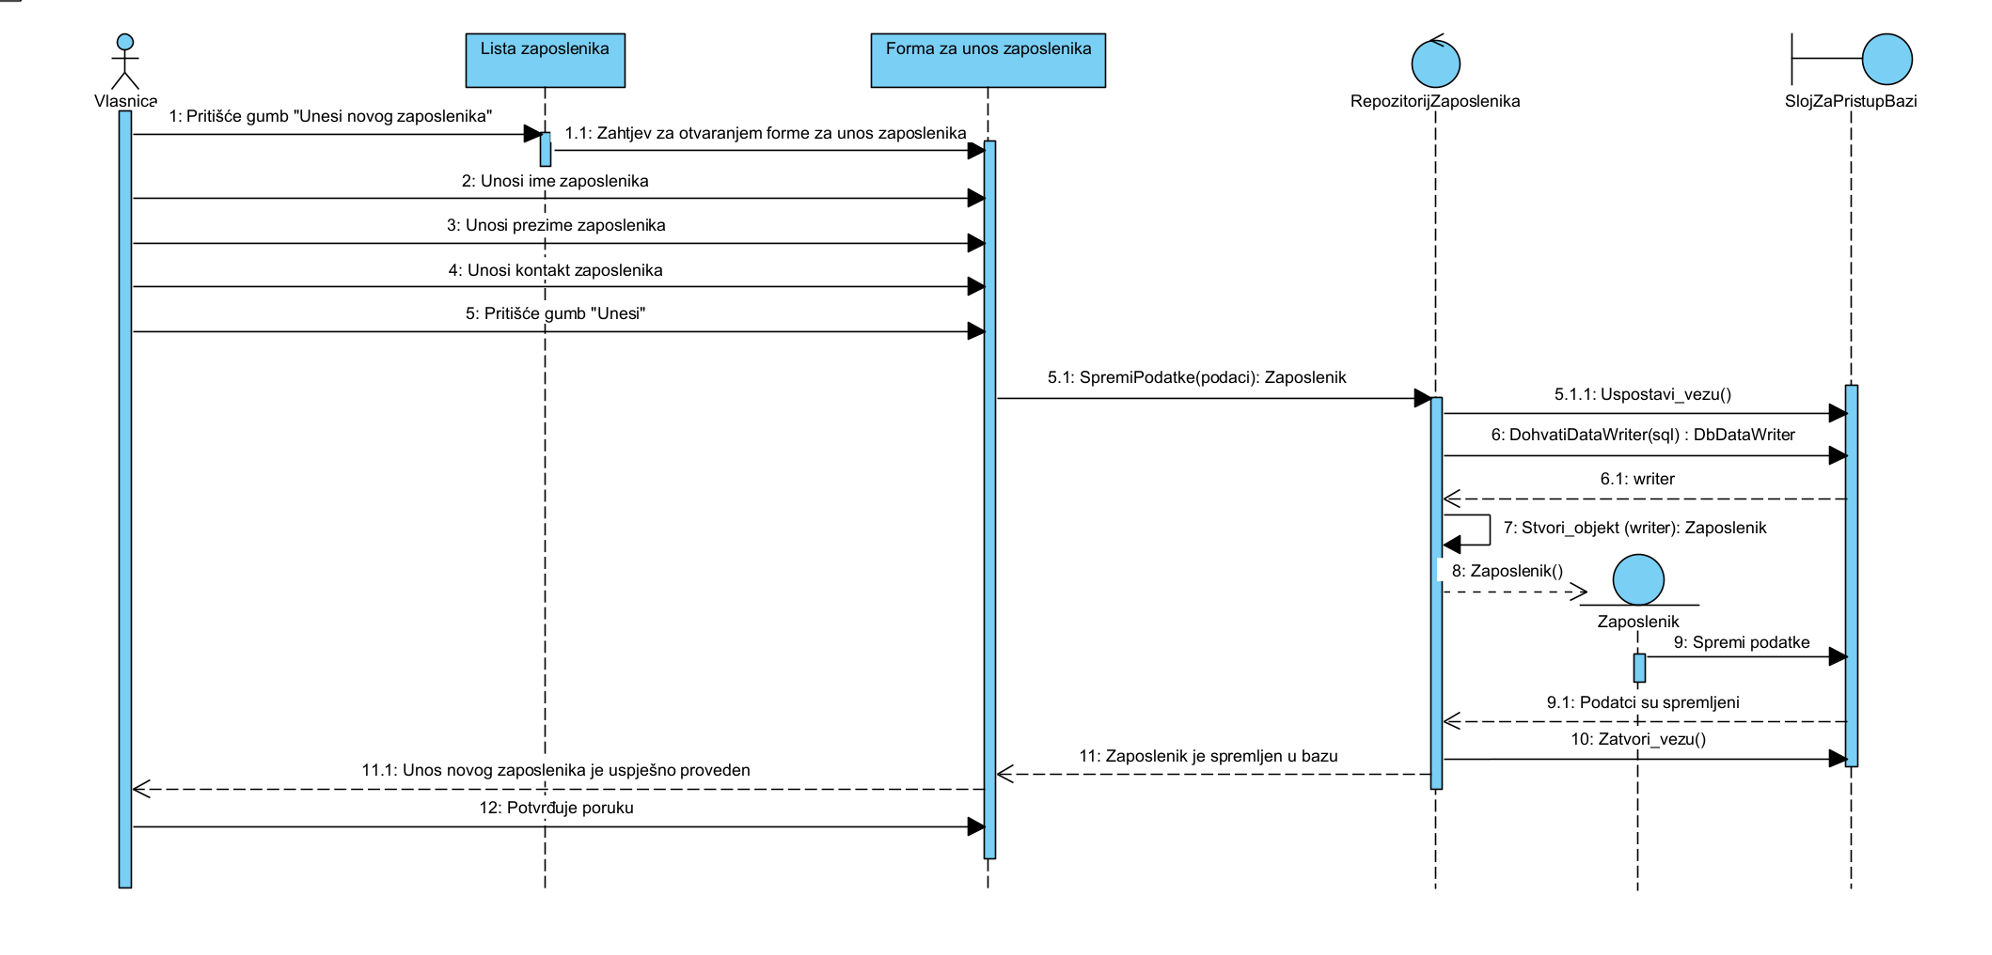 Lista zaposlenika
Forma za unos zaposlenika
Vlasnica
RepozitorijZaposlenika
SlojZaPristupBazi
1: Pritišće gumb "Unesi novog zaposlenika"
1.1: Zahtjev za otvaranjem forme za unos zaposlenika
2: Unosi ime zaposlenika
3: Unosi prezime zaposlenika
4: Unosi kontakt zaposlenika
5: Pritišće gumb "Unesi"
5.1: SpremiPodatke(podaci): Zaposlenik
5.1.1: Uspostavi_vezu()
6: DohvatiDataWriter(sql) : DbDataWriter
6.1: writer
7: Stvori_objekt (writer): Zaposlenik
8: Zaposlenik()
Zaposlenik
9: Spremi podatke
9.1: Podatci su spremljeni
10: Zatvori_vezu()
11: Zaposlenik je spremljen u bazu
11.1: Unos novog zaposlenika je uspješno proveden
12: Potvrđuje poruku